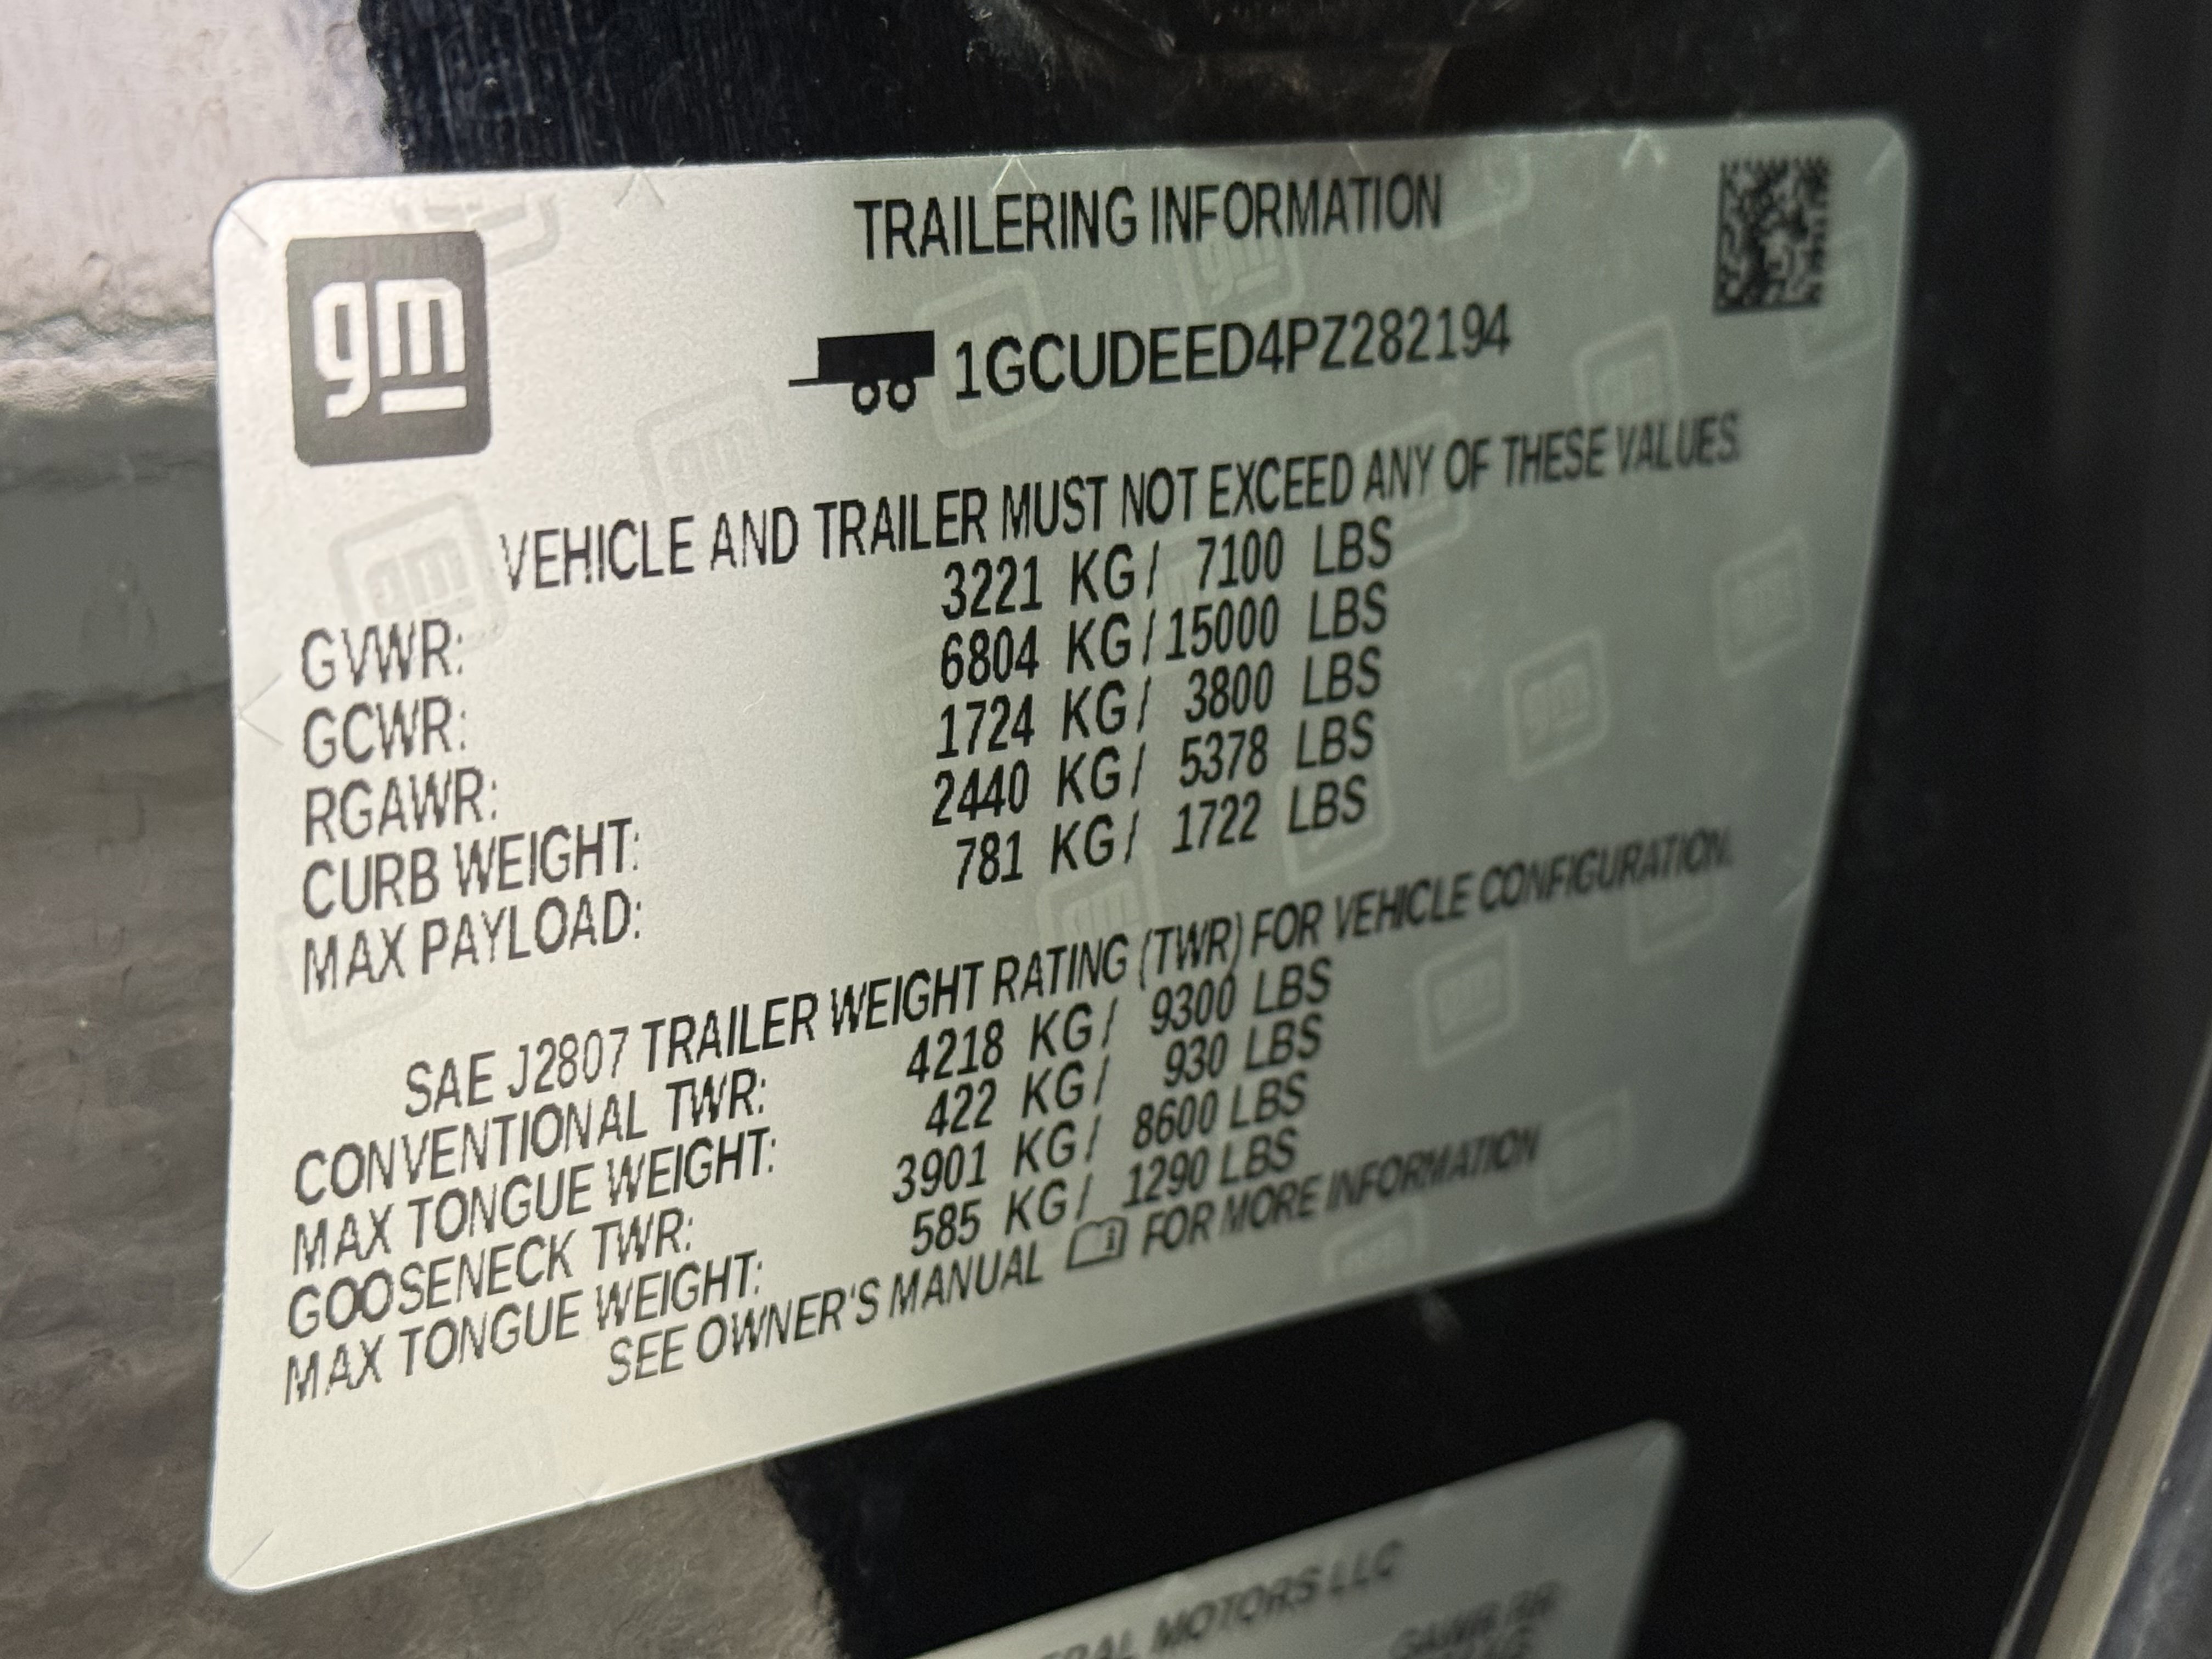 gm
TRAILERING INFORMATION
1GCUDEED4PZ282194
VEHICLE AND TRAILER MUST NOT EXCEED ANY OF THESE VALUES.
GVWR: 3221 KG/ 7100 LBS
GCWR: 6804 KG/15000 LBS
RGAWR: 1724 KG/ 3800 LBS
CURB WEIGHT: 2440 KG/ 5378 LBS
MAX PAYLOAD: 781 KG/ 1722 LBS
SAE J2807 TRAILER WEIGHT RATING (TWR) FOR VEHICLE CONFIGURATION.
CONVENTIONAL TWR: 4218 KG/ 9300 LBS
MAX TONGUE WEIGHT: 422 KG/ 930 LBS
GOOSENECK TWR: 3901 KG/ 8600 LBS
MAX TONGUE WEIGHT: 585 KG/ 1290 LBS
SEE OWNER'S MANUAL FOR MORE INFORMATION
MOTORS LLC
GAWR RR